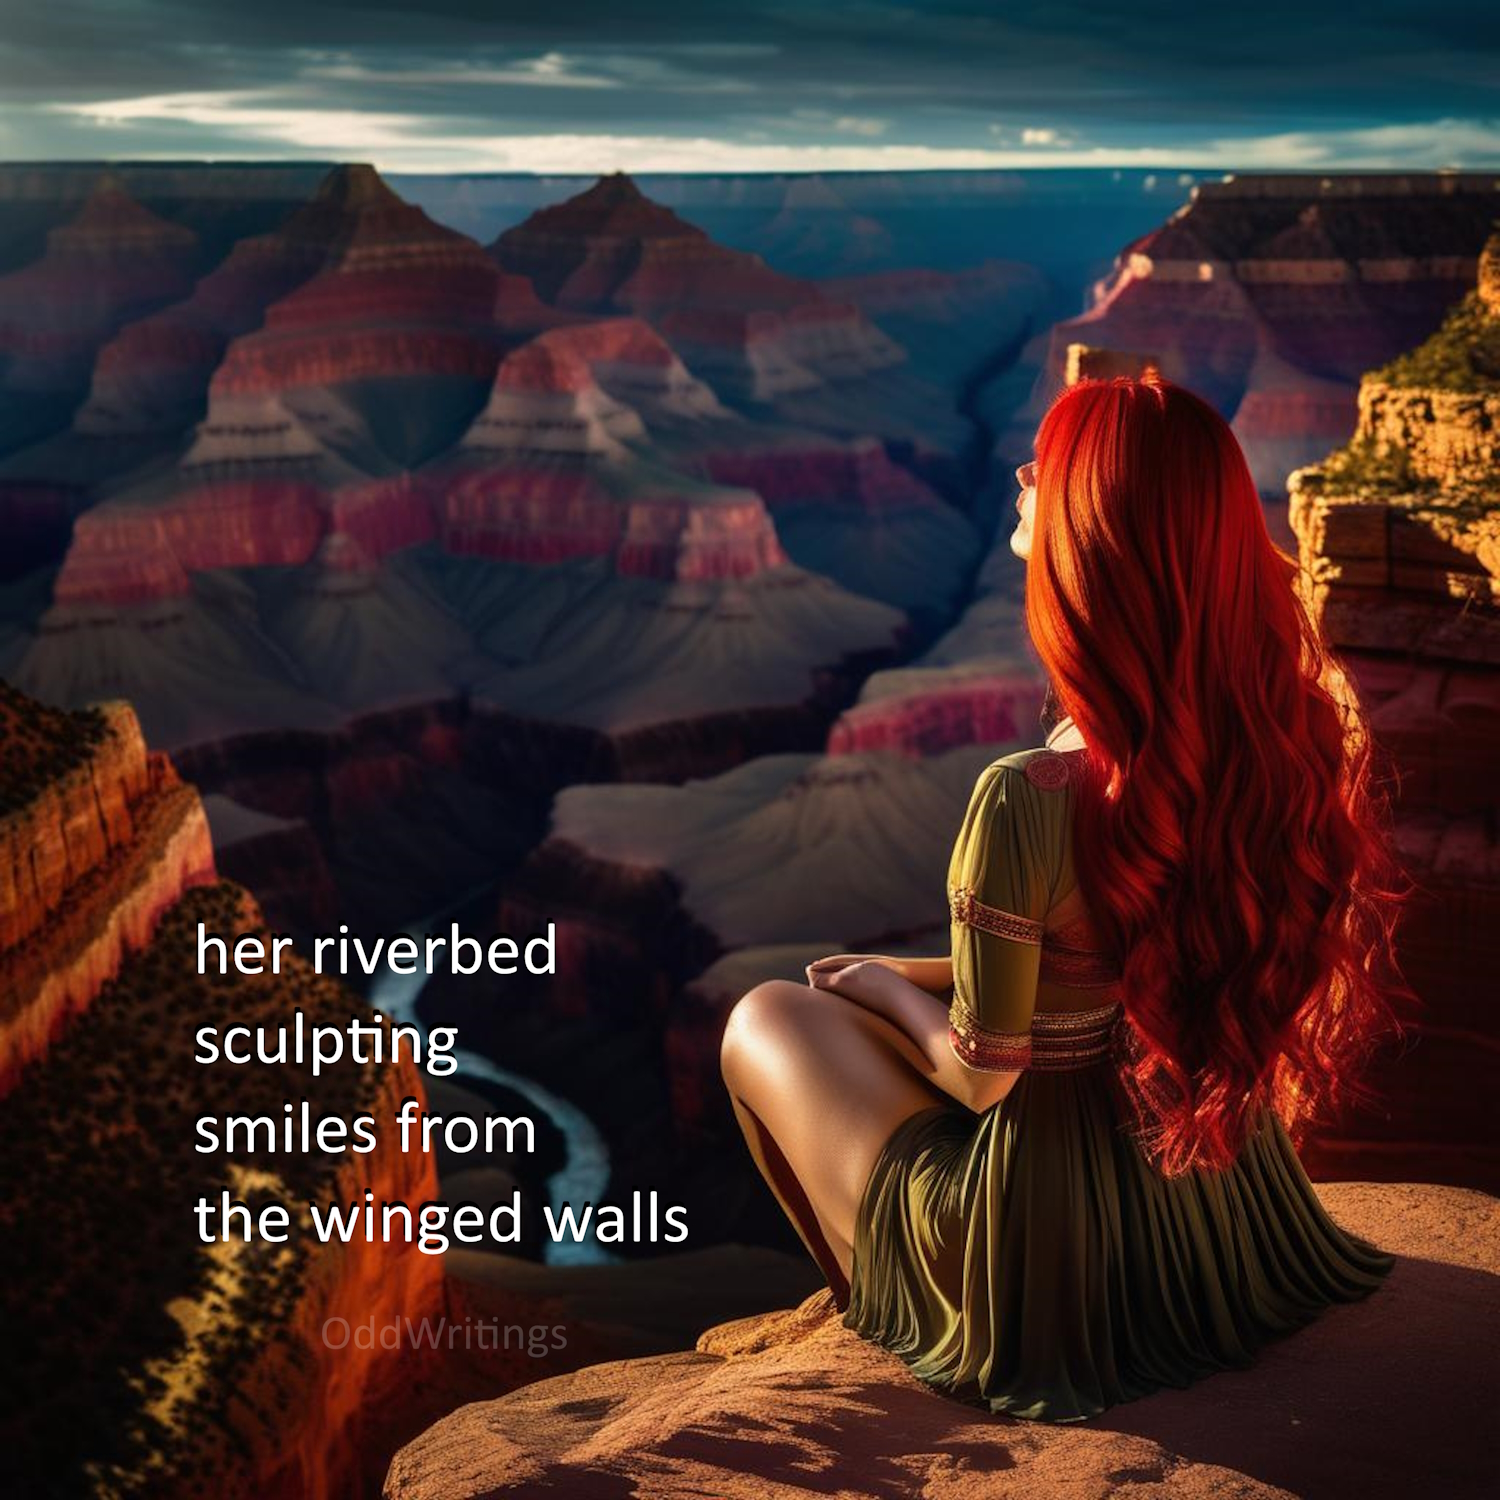 her riverbed
sculpting
smiles from
the winged walls
OddWritings